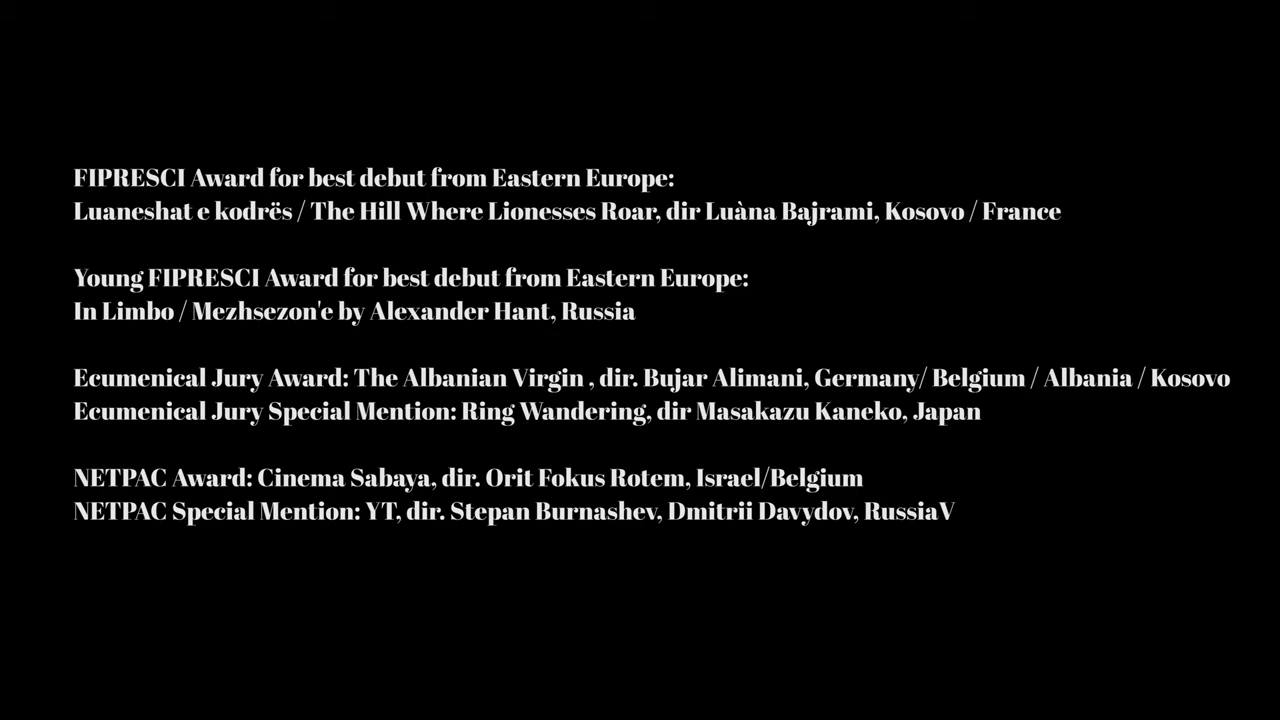 FIPRESCI Award for best debut from Eastern Europe:
Luaneshat e kodrës / The Hill Where Lionesses Roar, dir Luàna Bajrami, Kosovo / France
Young FIPRESCI Award for best debut from Eastern Europe:
In Limbo / Mezhsezon'e by Alexander Hant, Russia
Ecumenical Jury Award: The Albanian Virgin , dir. Bujar Alimani, Germany/ Belgium / Albania / Kosovo
Ecumenical Jury Special Mention: Ring Wandering, dir Masakazu Kaneko, Japan
NETPAC Award: Cinema Sabaya, dir. Orit Fokus Rotem, Israel/Belgium
NETPAC Special Mention: YT, dir. Stepan Burnashev, Dmitrii Davydov, RussiaV